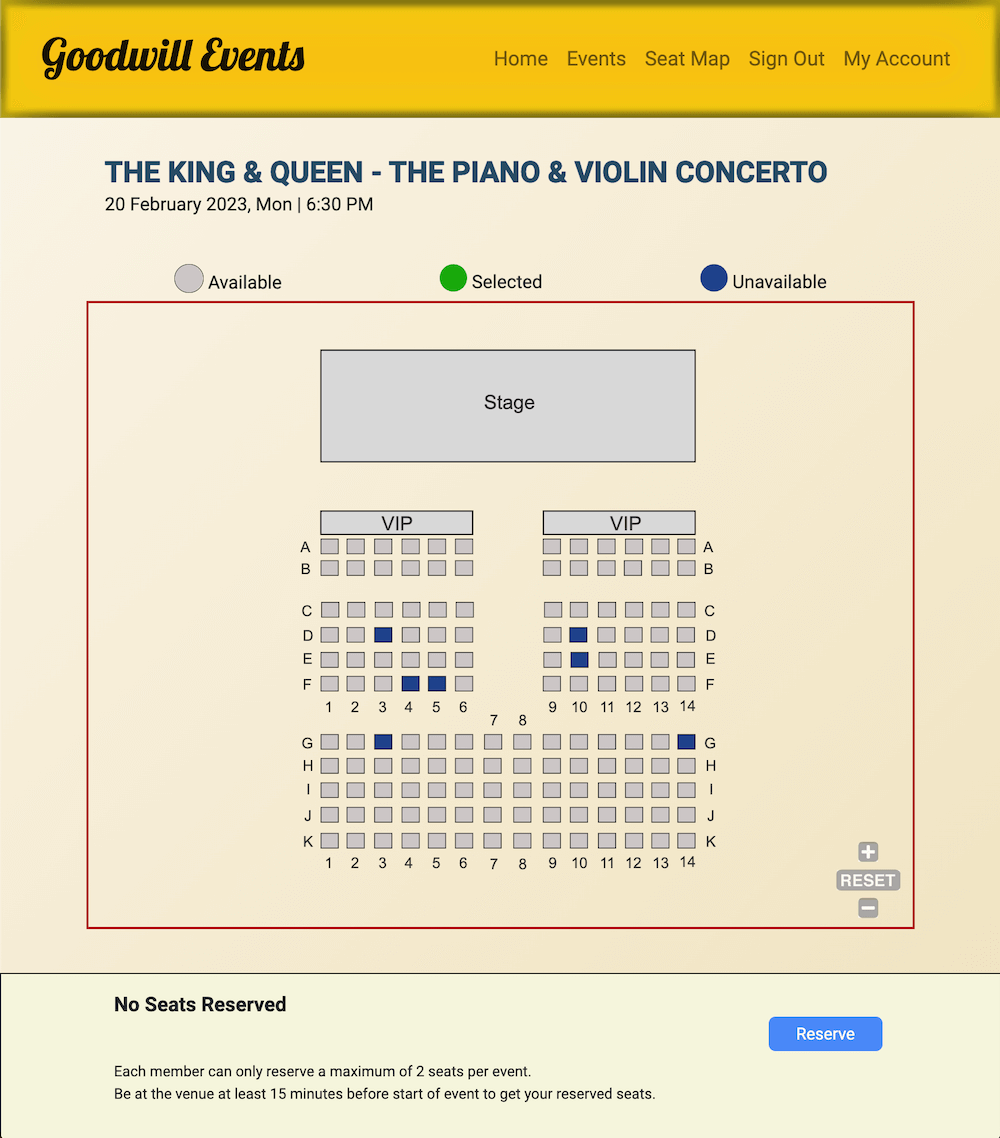 Goodwill Events
Home Events Seat Map Sign Out My Account
THE KING & QUEEN - THE PIANO & VIOLIN CONCERTO
20 February 2023, Mon | 6:30 PM
Available Selected Unavailable
Stage
VIP VIP
A A
B B
C C
D D
E E
F F
1 2 3 4 5 6 9 10 11 12 13 14
7 8
G G
H H
I I
J J
K K
1 2 3 4 5 6 7 8 9 10 11 12 13 14
+
RESET
−
No Seats Reserved
Reserve
Each member can only reserve a maximum of 2 seats per event.
Be at the venue at least 15 minutes before start of event to get your reserved seats.